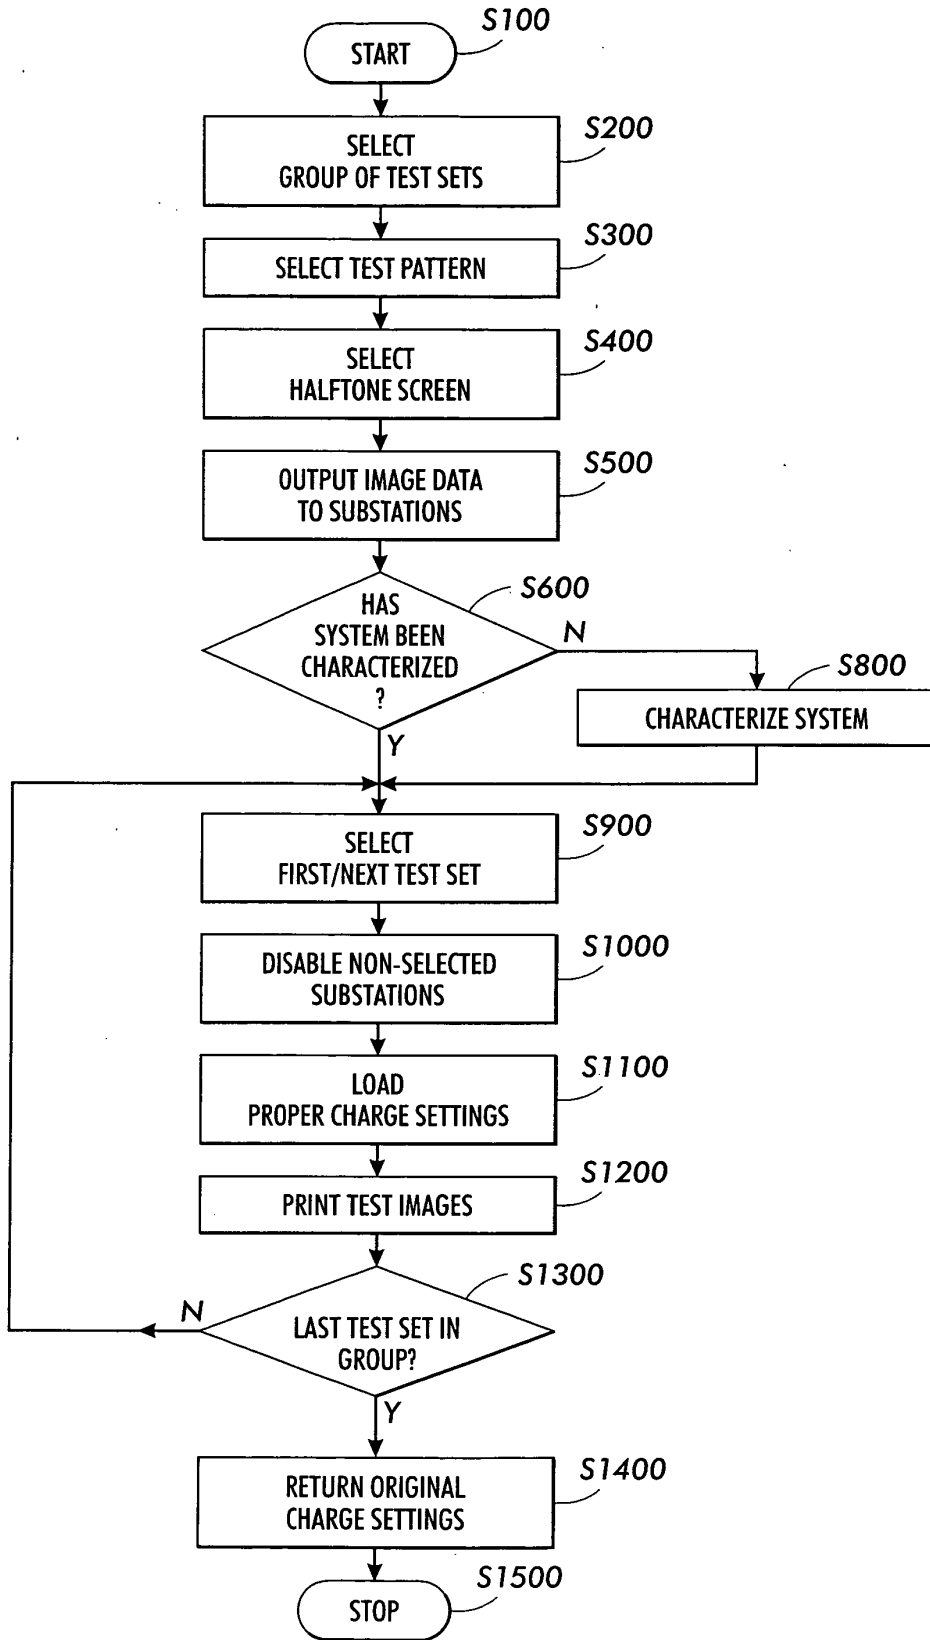 S100
START
S200
SELECT
GROUP OF TEST SETS
S300
SELECT TEST PATTERN
S400
SELECT
HALFTONE SCREEN
S500
OUTPUT IMAGE DATA
TO SUBSTATIONS
S600
HAS
SYSTEM BEEN
CHARACTERIZED
?
N
S800
CHARACTERIZE SYSTEM
Y
S900
SELECT
FIRST/NEXT TEST SET
S1000
DISABLE NON-SELECTED
SUBSTATIONS
S1100
LOAD
PROPER CHARGE SETTINGS
S1200
PRINT TEST IMAGES
S1300
N
LAST TEST SET IN
GROUP?
Y
S1400
RETURN ORIGINAL
CHARGE SETTINGS
S1500
STOP